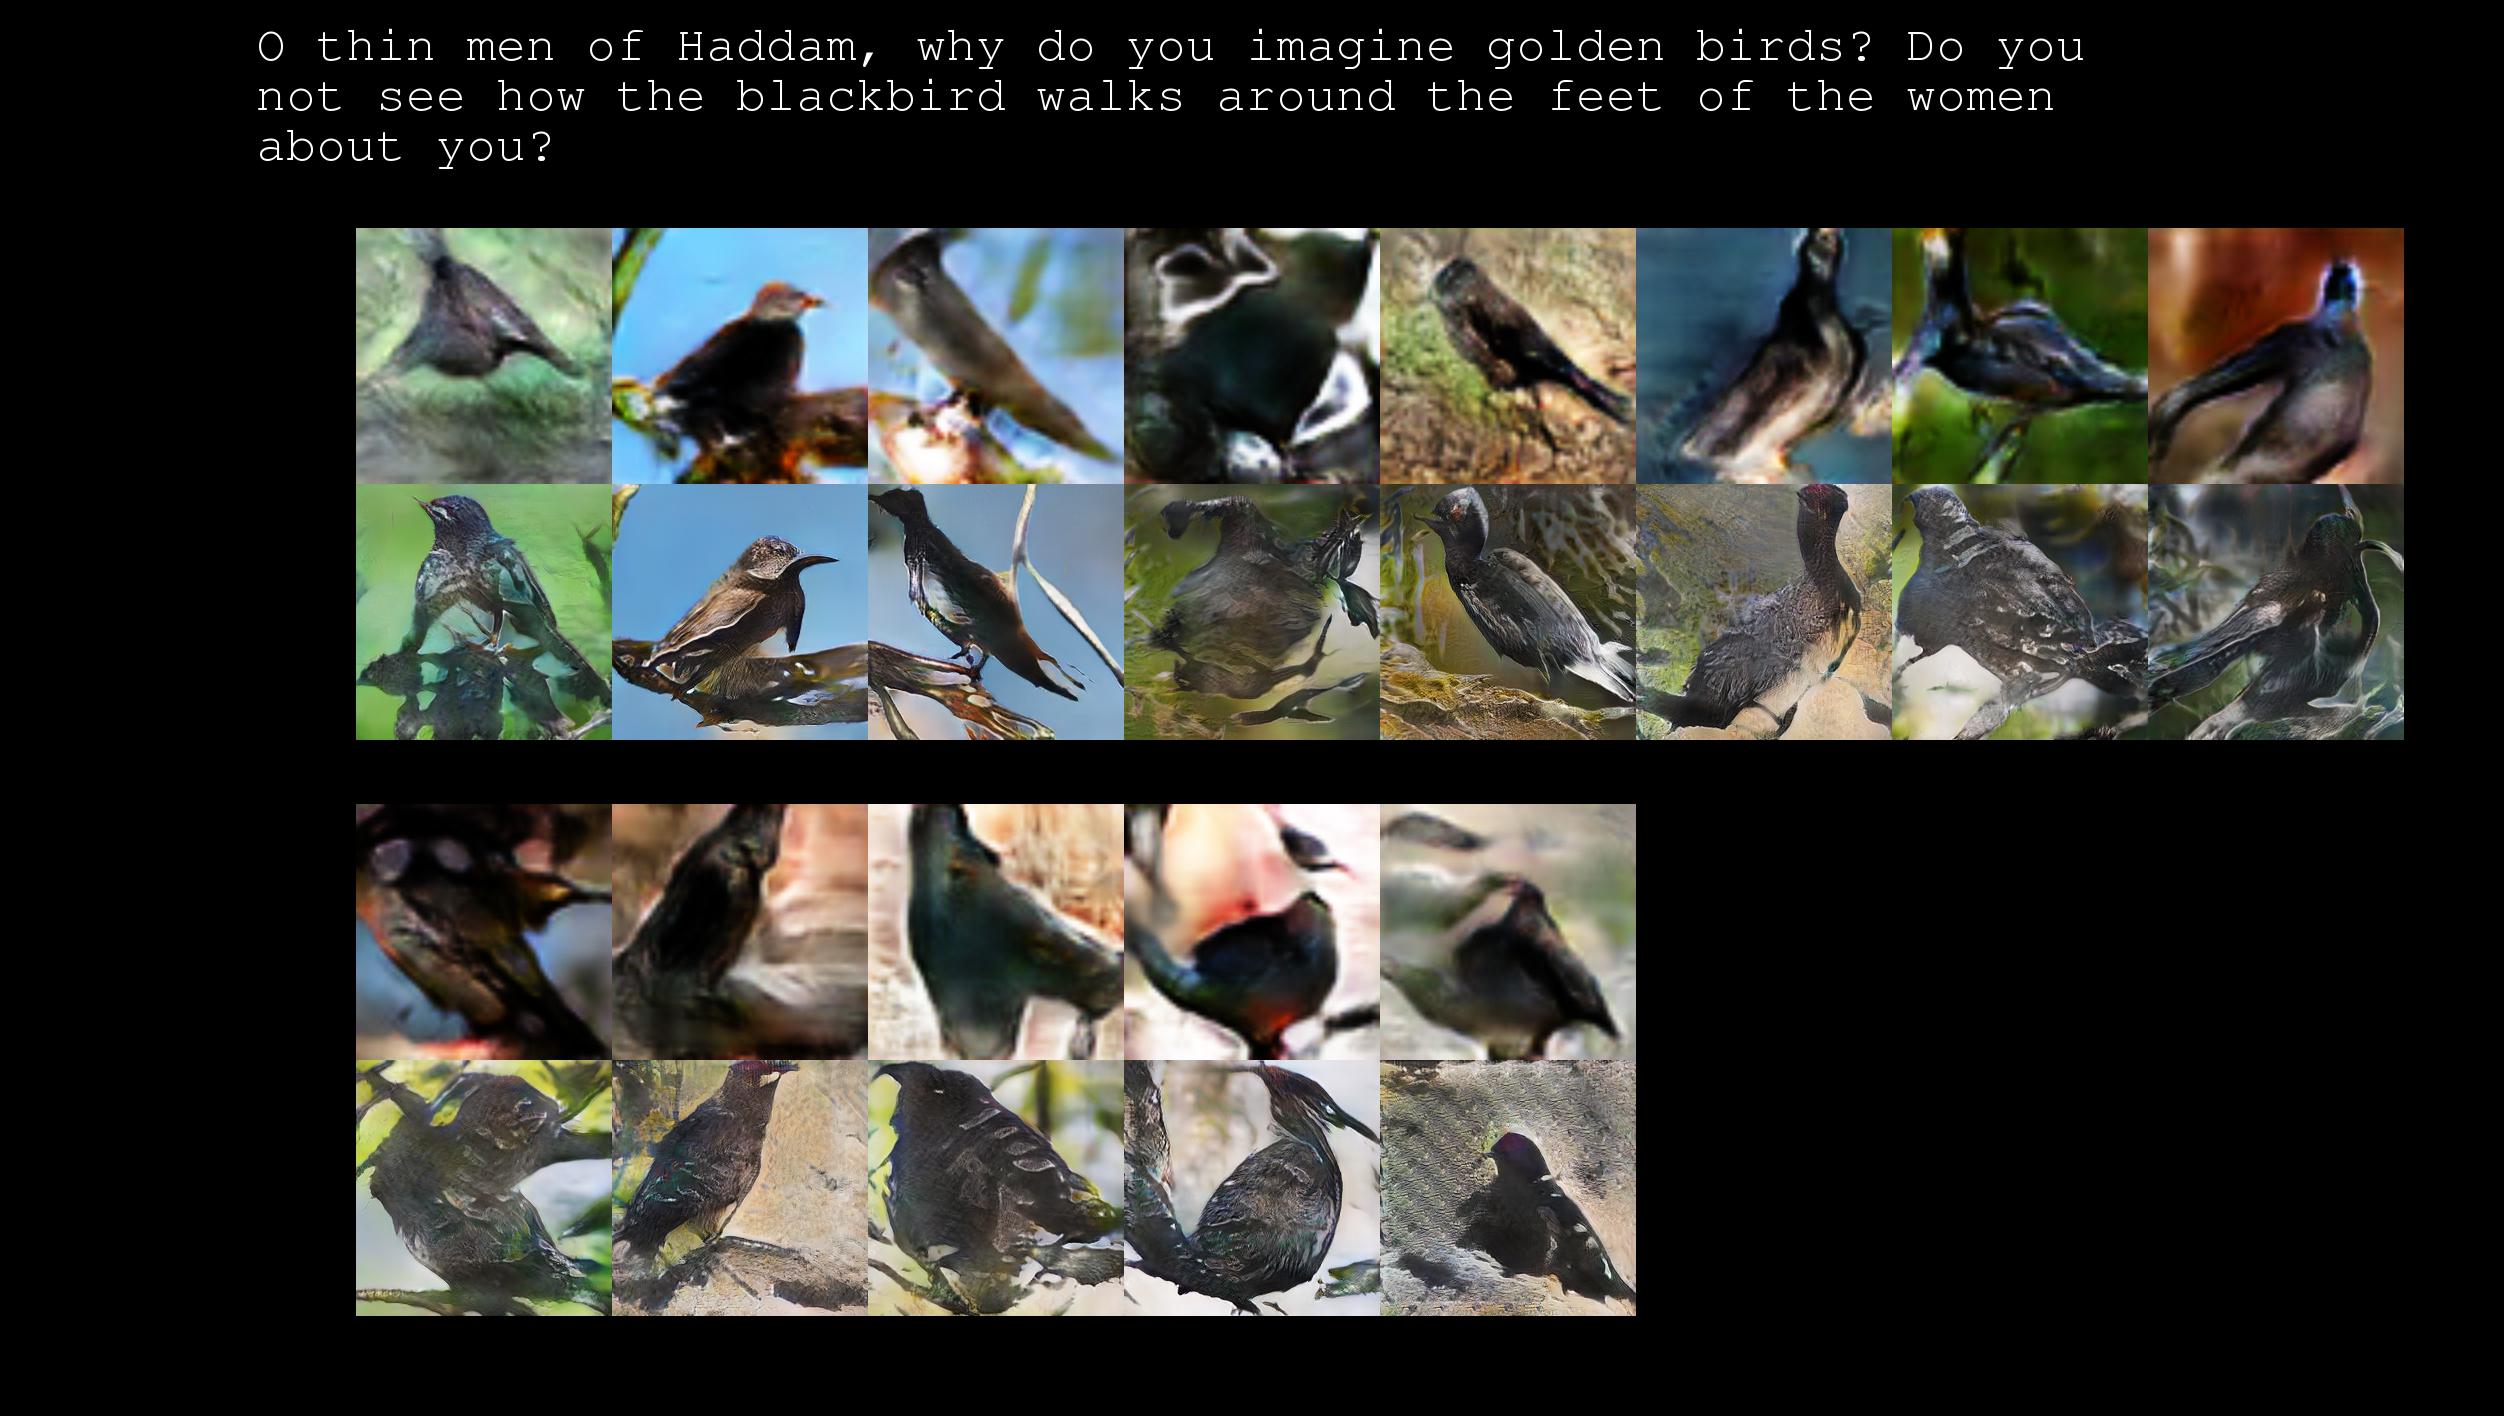 O thin men of Haddam, why do you imagine golden birds? Do you
not see how the blackbird walks around the feet of the women
about you?